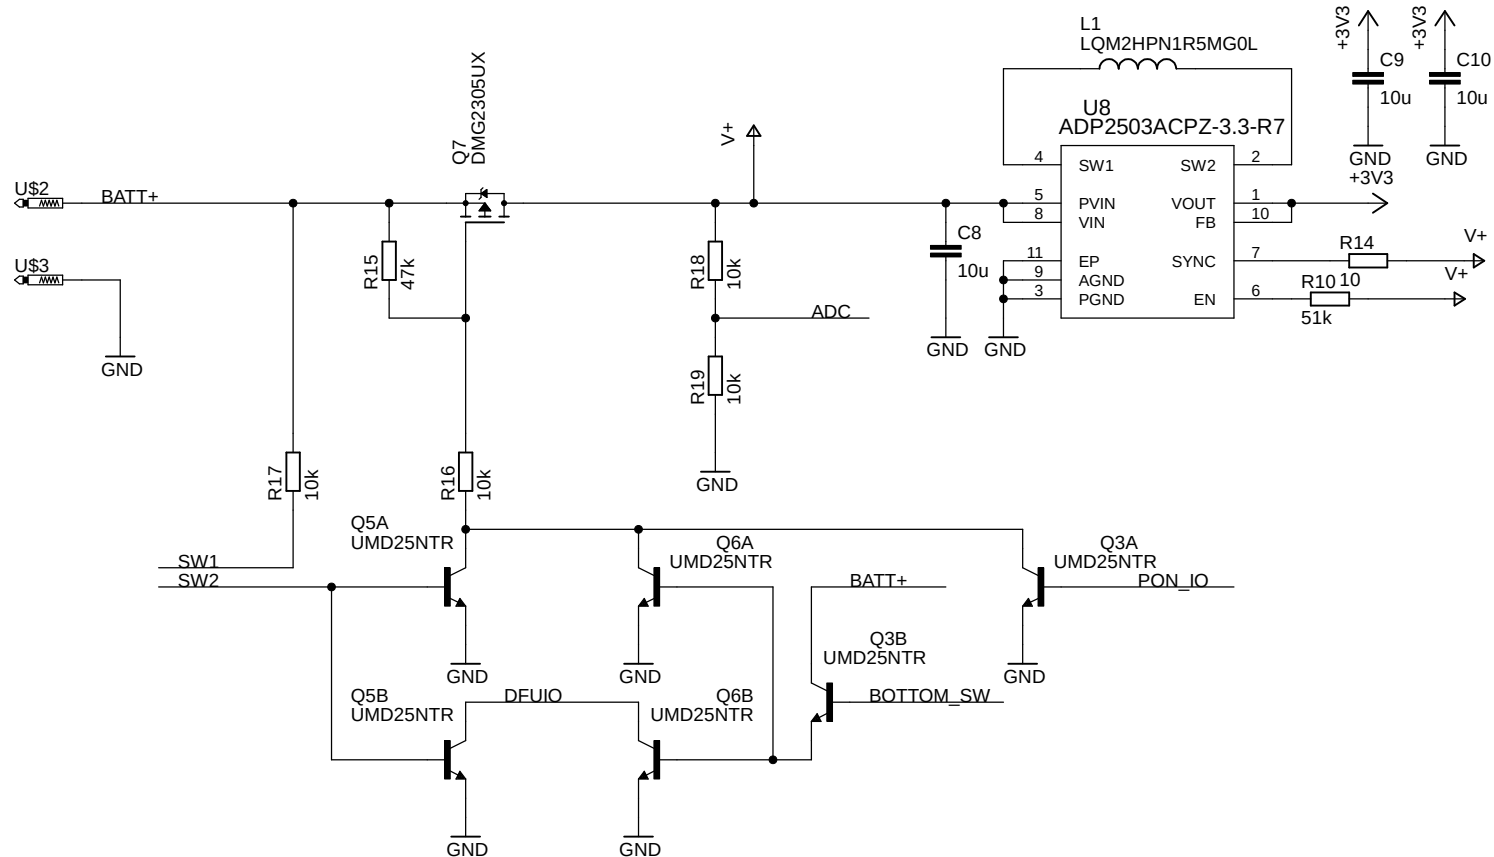 L1
LQM2HPN1R5MG0L
+3V3
+3V3
C9
10u
C10
10u
GND
GND
U8
ADP2503ACPZ-3.3-R7
Q7
DMG2305UX
V+
4
SW1
SW2
2
U$2
BATT+
5
PVIN
VOUT
1
+3V3
8
VIN
FB
10
U$3
R15
47k
R18
10k
C8
10u
11
EP
SYNC
7
R14
10
V+
9
AGND
3
PGND
EN
6
R10
51k
V+
ADC
GND
GND
GND
R19
10k
GND
R17
10k
R16
10k
SW1
SW2
Q5A
UMD25NTR
Q6A
UMD25NTR
Q3A
UMD25NTR
BATT+
PON_IO
Q3B
UMD25NTR
GND
GND
GND
Q5B
UMD25NTR
DFUIO
Q6B
UMD25NTR
BOTTOM_SW
GND
GND